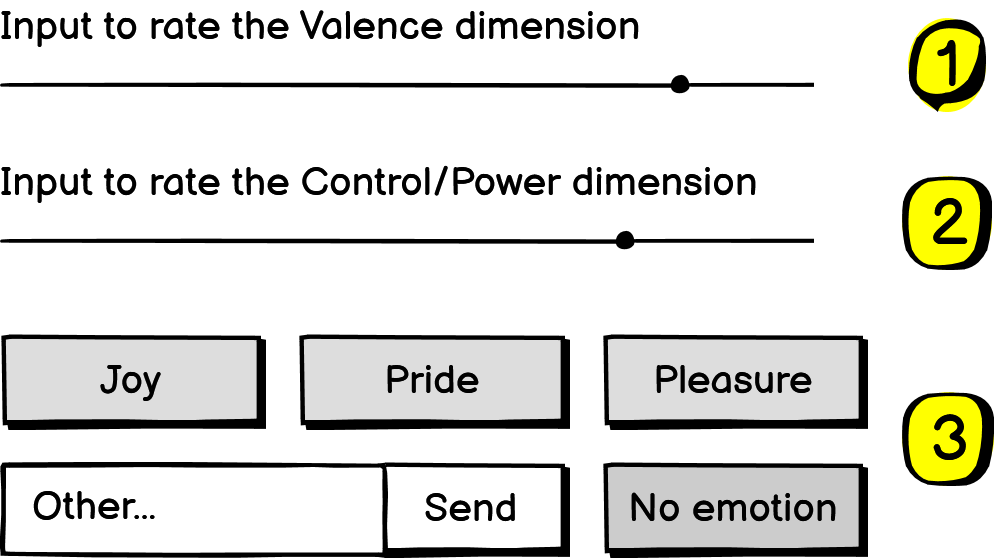 Input to rate the Valence dimension
1
Input to rate the Control/Power dimension
2
Joy
Pride
Pleasure
3
Other...
Send
No emotion